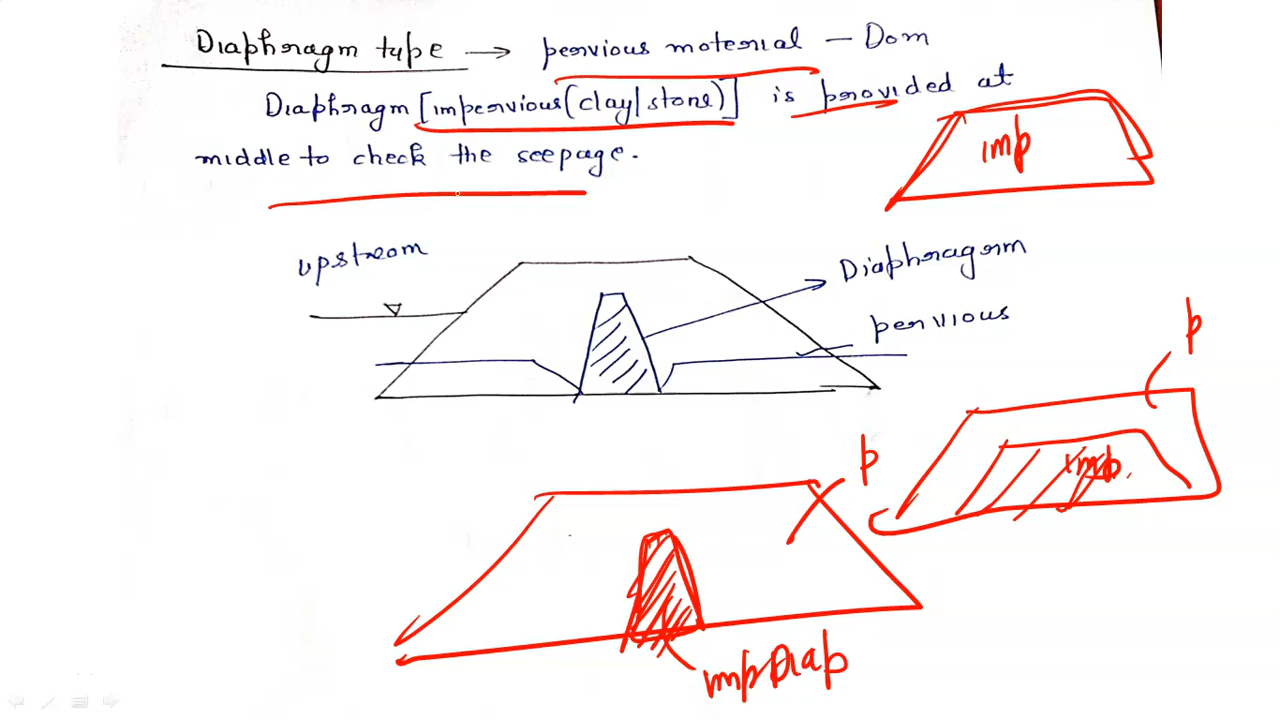 Diaphragm type → pervious material - Dam
Diaphragm [impervious (clay/stone)] is provided at
middle to check the seepage.
imp
upstream
Diaphragm
pervious
p
imp.
p
imp Diap